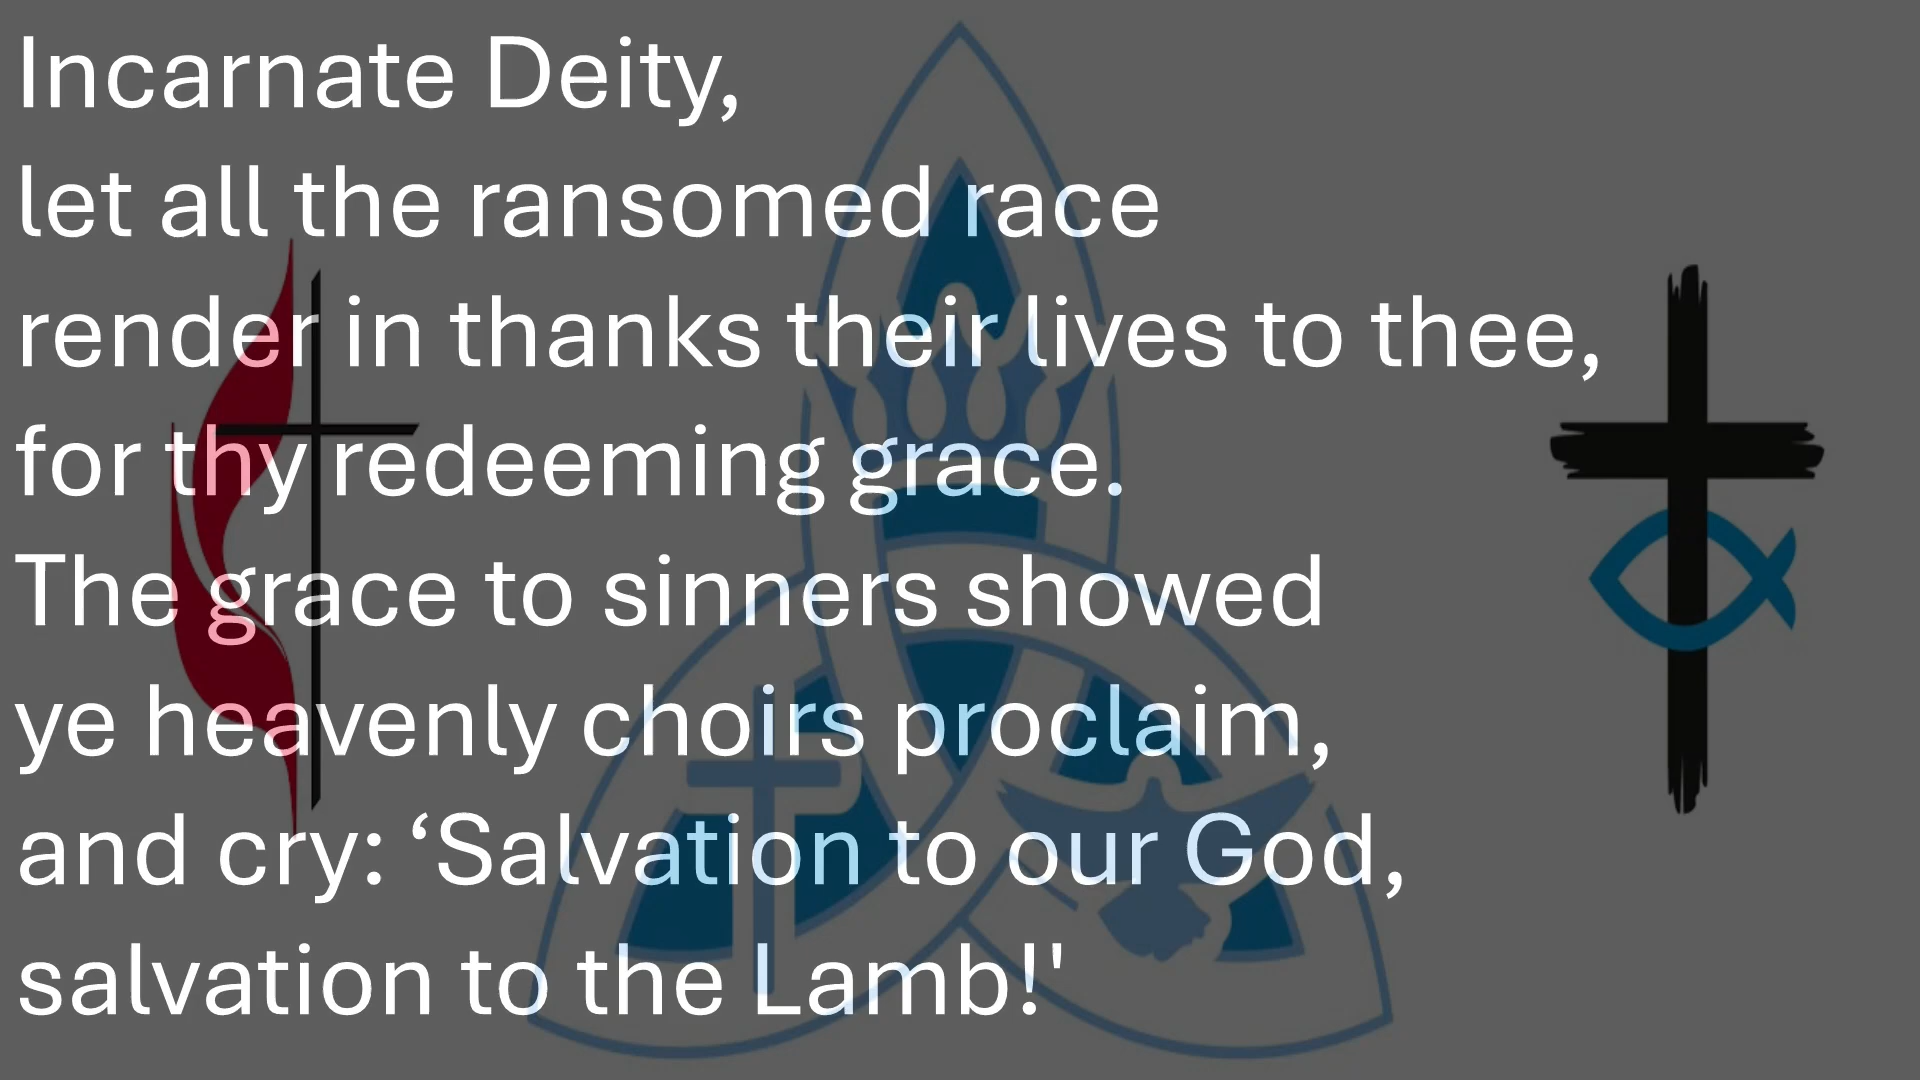 Incarnate Deity,
let all the ransomed race
render in thanks their lives to thee,
for thy redeeming grace.
The grace to sinners showed
ye heavenly choirs proclaim,
and cry: ‘Salvation to our God,
salvation to the Lamb!'